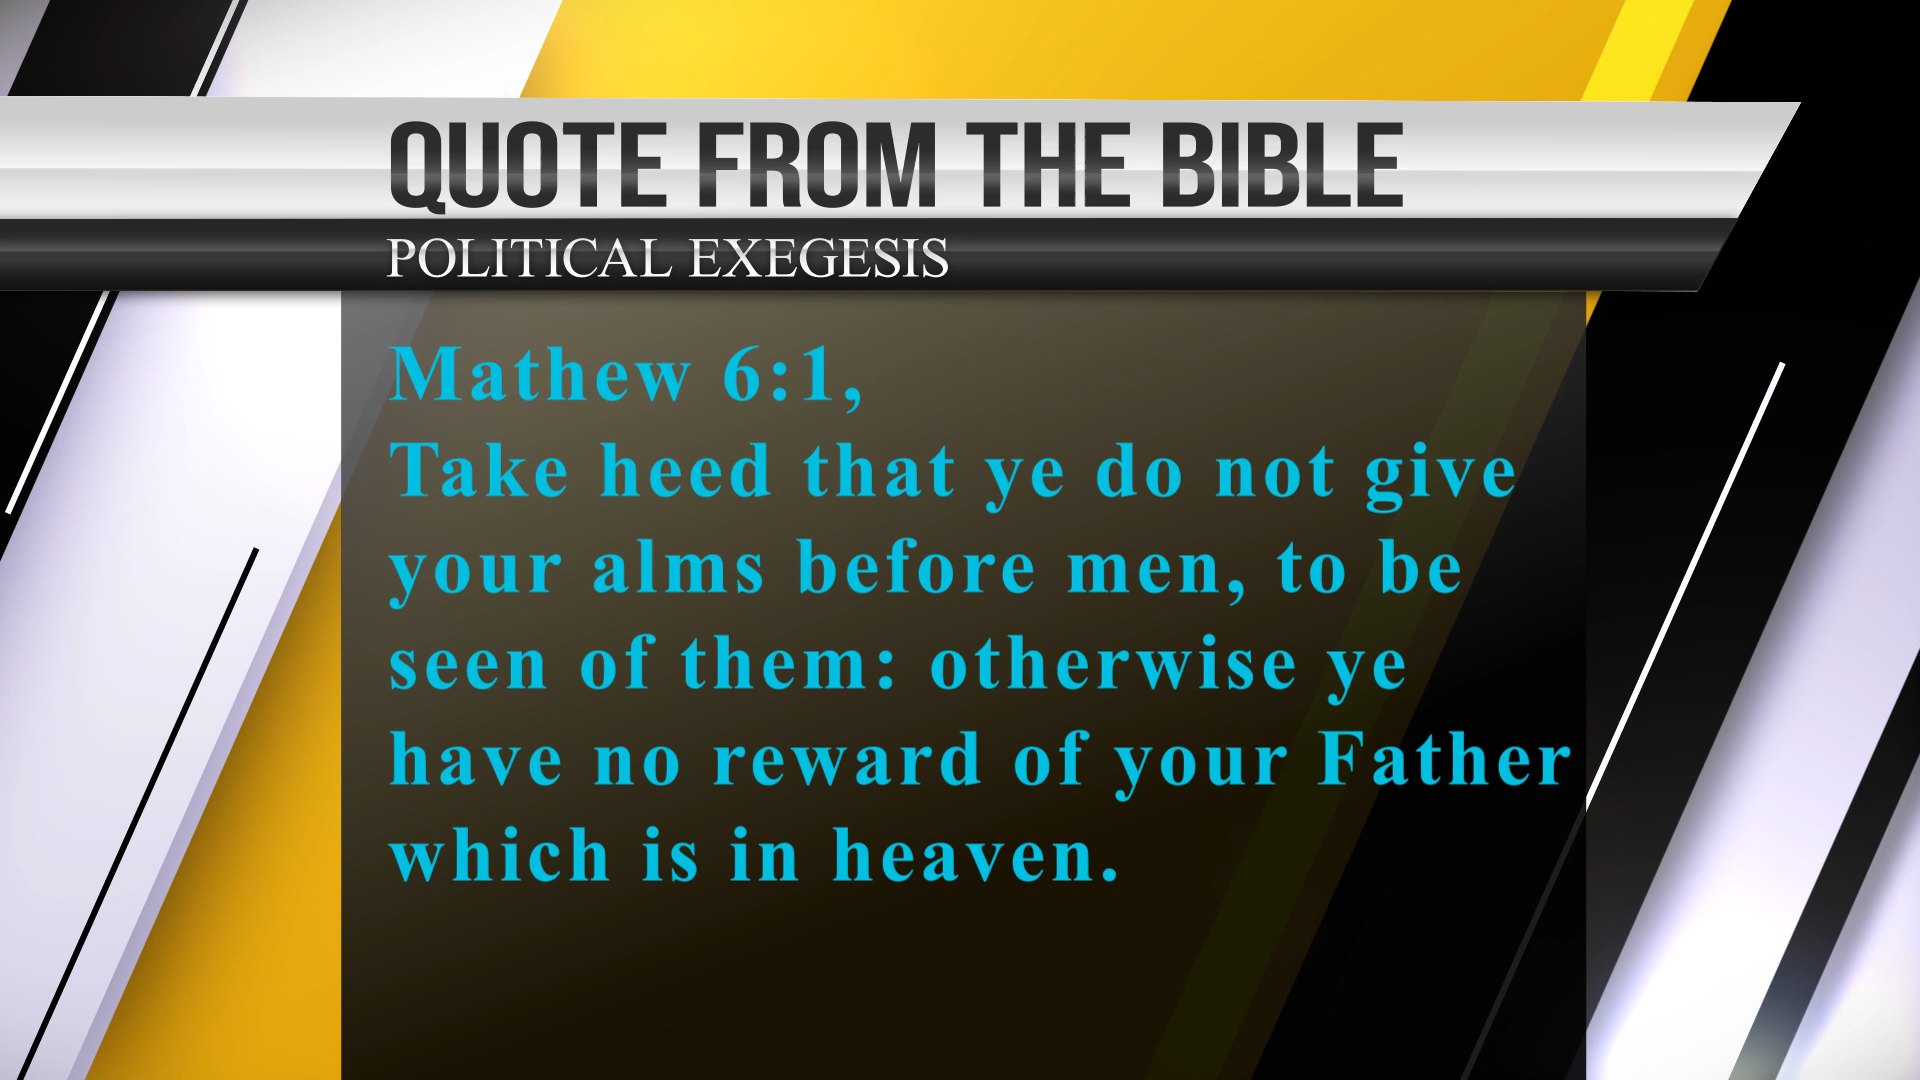 QUOTE FROM THE BIBLE
POLITICAL EXEGESIS
Mathew 6:1,
Take heed that ye do not give
your alms before men, to be
seen of them: otherwise ye
have no reward of your Father
which is in heaven.